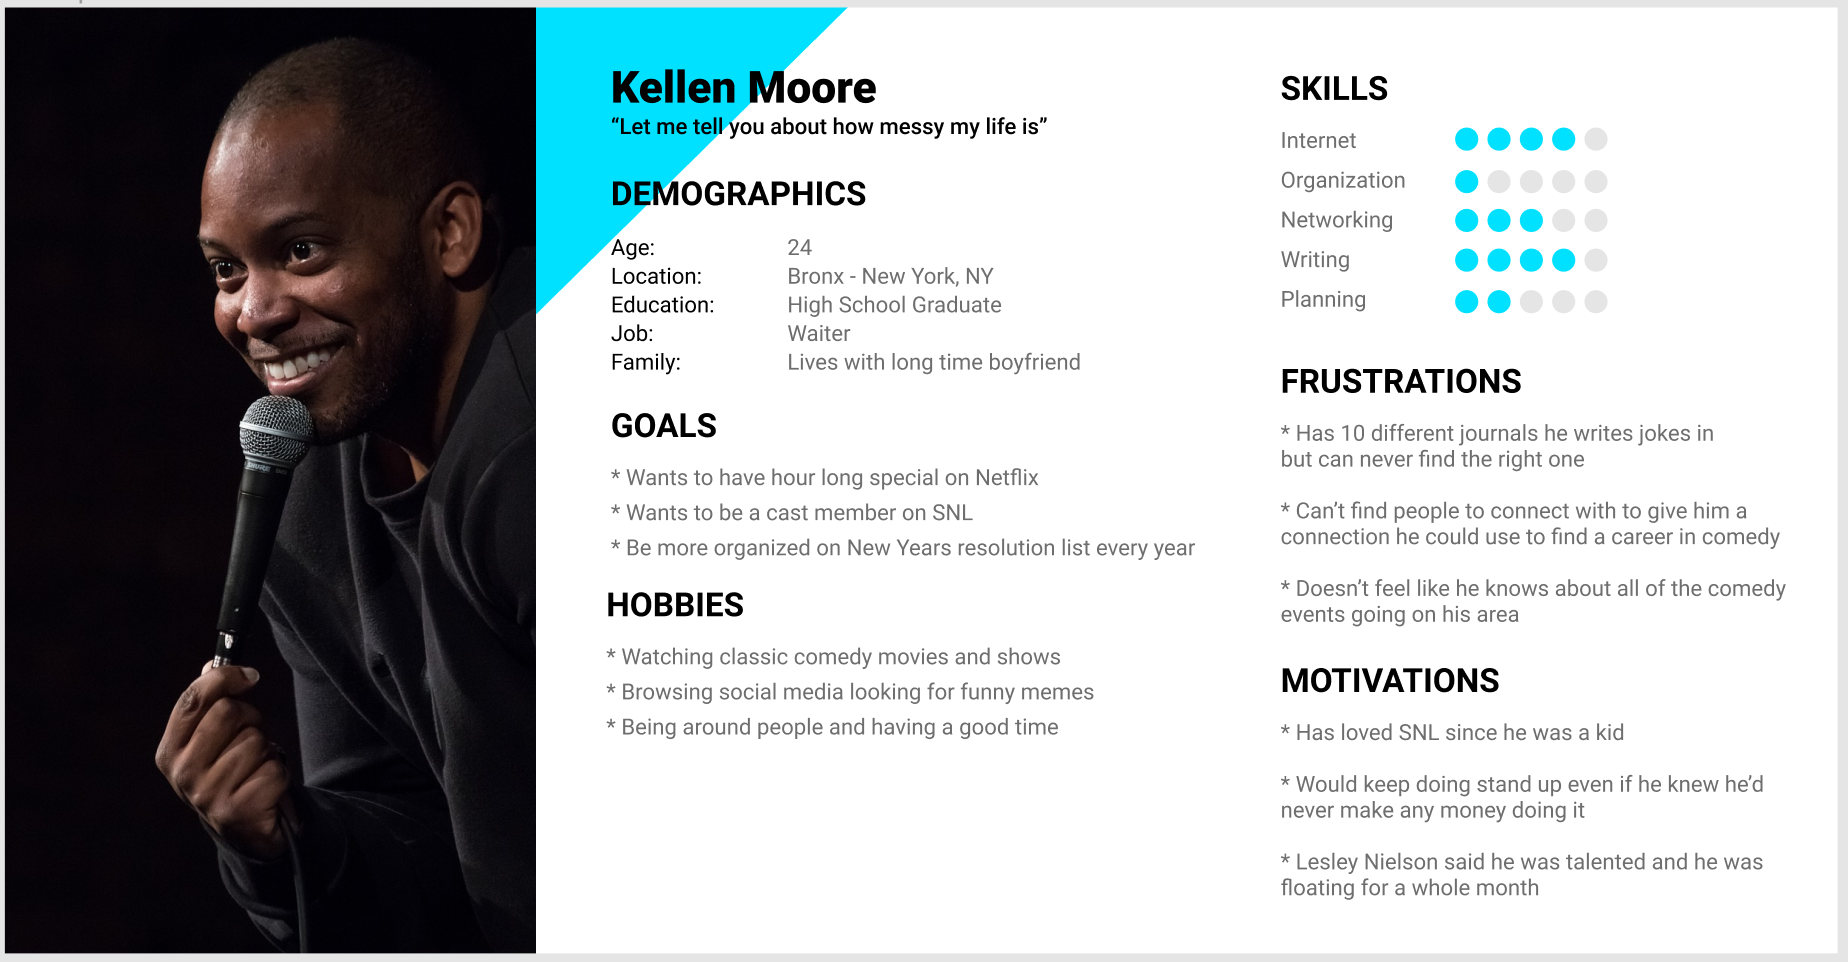 Kellen Moore
“Let me tell you about how messy my life is”
DEMOGRAPHICS
Age: 24
Location: Bronx - New York, NY
Education: High School Graduate
Job: Waiter
Family: Lives with long time boyfriend
GOALS
* Wants to have hour long special on Netflix
* Wants to be a cast member on SNL
* Be more organized on New Years resolution list every year
HOBBIES
* Watching classic comedy movies and shows
* Browsing social media looking for funny memes
* Being around people and having a good time
SKILLS
Internet
Organization
Networking
Writing
Planning
FRUSTRATIONS
* Has 10 different journals he writes jokes in
but can never find the right one
* Can’t find people to connect with to give him a
connection he could use to find a career in comedy
* Doesn’t feel like he knows about all of the comedy
events going on his area
MOTIVATIONS
* Has loved SNL since he was a kid
* Would keep doing stand up even if he knew he’d
never make any money doing it
* Lesley Nielson said he was talented and he was
floating for a whole month
SHURE